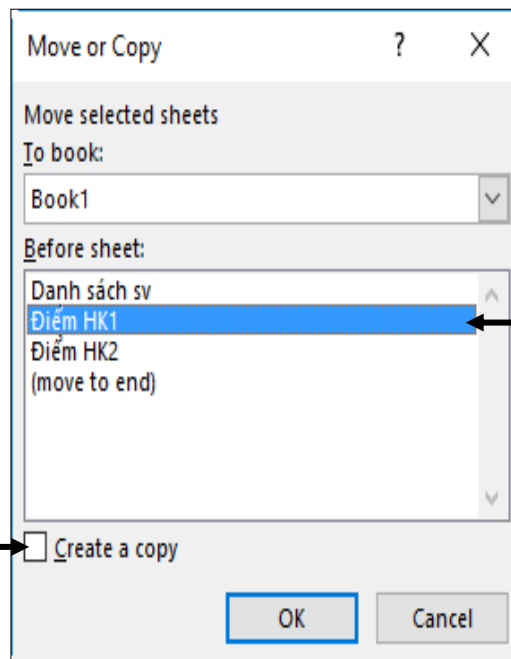 Move or Copy ? X
Move selected sheets
To book:
Book1
Before sheet:
Danh sách sv
Điểm HK1
Điểm HK2
(move to end)
Create a copy
OK Cancel